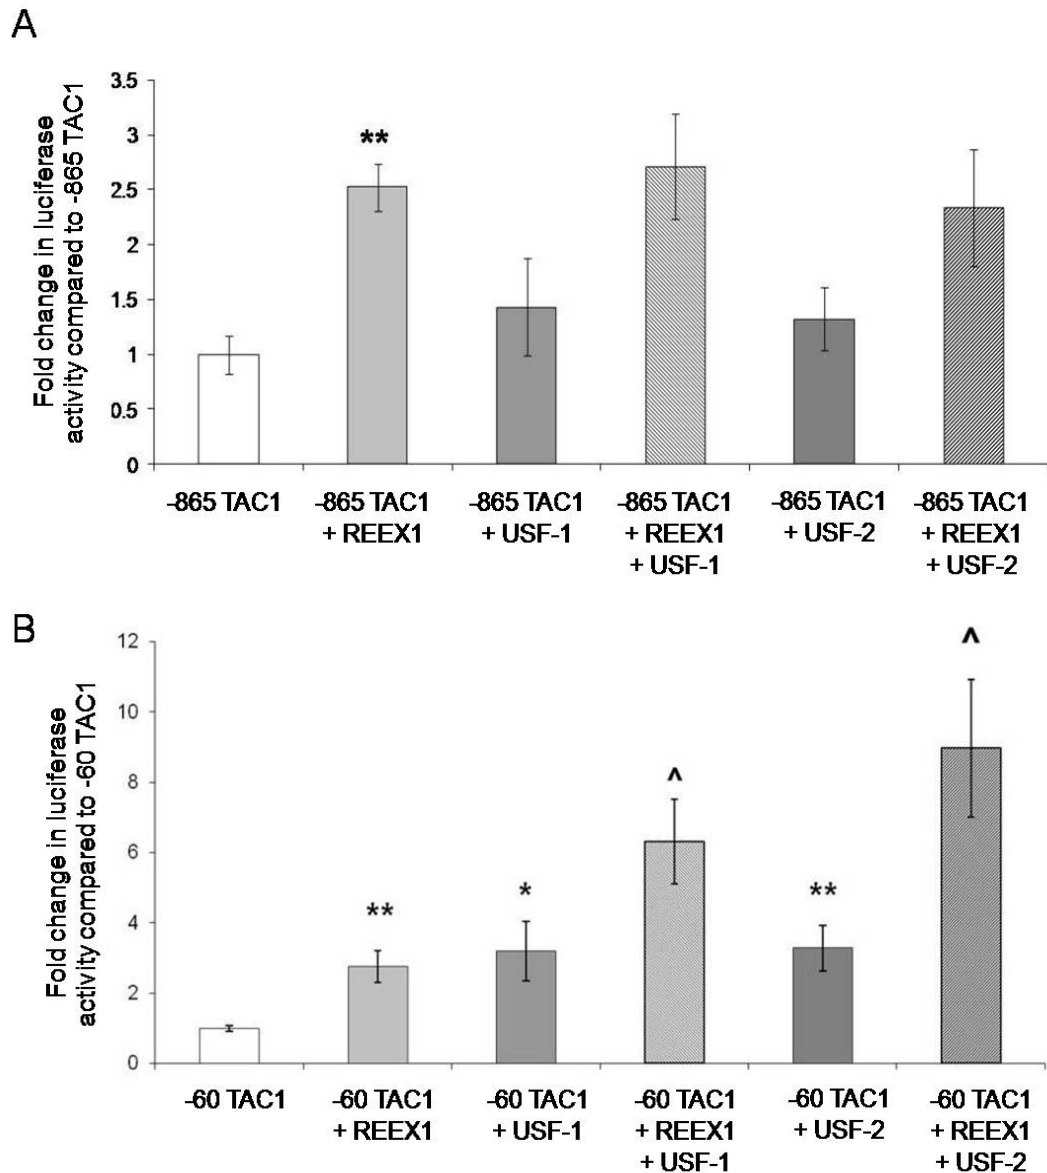 A
Fold change in luciferase
activity compared to -865 TAC1
3.5
3
2.5
2
1.5
1
0.5
0
**
-865 TAC1
-865 TAC1
+ REEX1
-865 TAC1
+ USF-1
-865 TAC1
+ REEX1
+ USF-1
-865 TAC1
+ USF-2
-865 TAC1
+ REEX1
+ USF-2
B
Fold change in luciferase
activity compared to -60 TAC1
12
10
8
6
4
2
0
**
*
^
**
^
-60 TAC1
-60 TAC1
+ REEX1
-60 TAC1
+ USF-1
-60 TAC1
+ REEX1
+ USF-1
-60 TAC1
+ USF-2
-60 TAC1
+ REEX1
+ USF-2